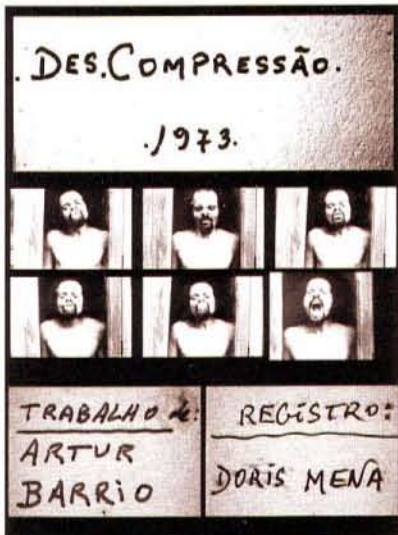 .DES.COMPRESSÃO.
.1973.
TRABALHO de:
ARTUR
BARRIO
REGISTRO:
DORIS MENA